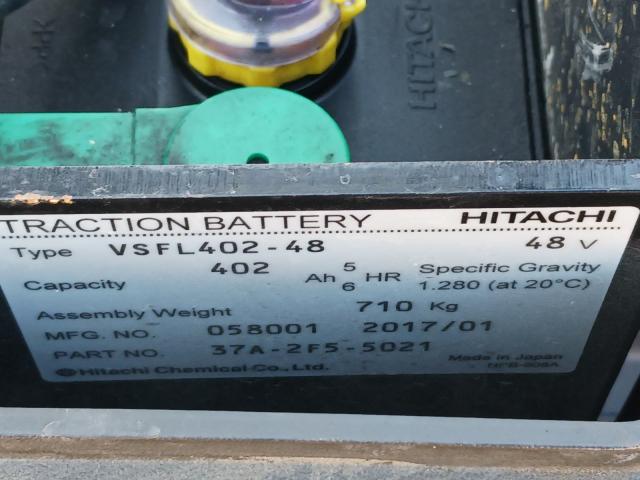 HITACHI
TRACTION BATTERY HITACHI
Type VSFL402-48 48 V
Capacity 402 Ah 5 6 HR Specific Gravity
1.280 (at 20°C)
Assembly Weight 710 Kg
MFG. NO. 058001 2017/01
PART NO. 37A-2F5-5021
Hitachi Chemical Co., Ltd. Made in Japan